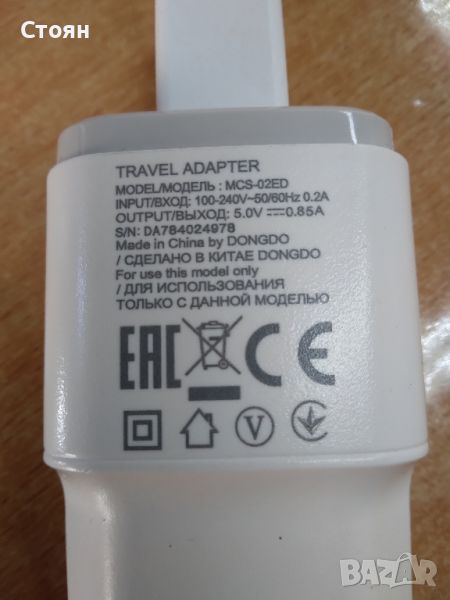 Стоян
TRAVEL ADAPTER
MODEL/МОДЕЛЬ : MCS-02ED
INPUT/ВХОД: 100-240V~50/60Hz 0.2A
OUTPUT/ВЫХОД: 5.0V⎓0.85A
S/N: DA784024978
Made in China by DONGDO
/ СДЕЛАНО В КИТАЕ DONGDO
For use this model only
/ ДЛЯ ИСПОЛЬЗОВАНИЯ
ТОЛЬКО С ДАННОЙ МОДЕЛЬЮ
EAC CE
V
BAZAR